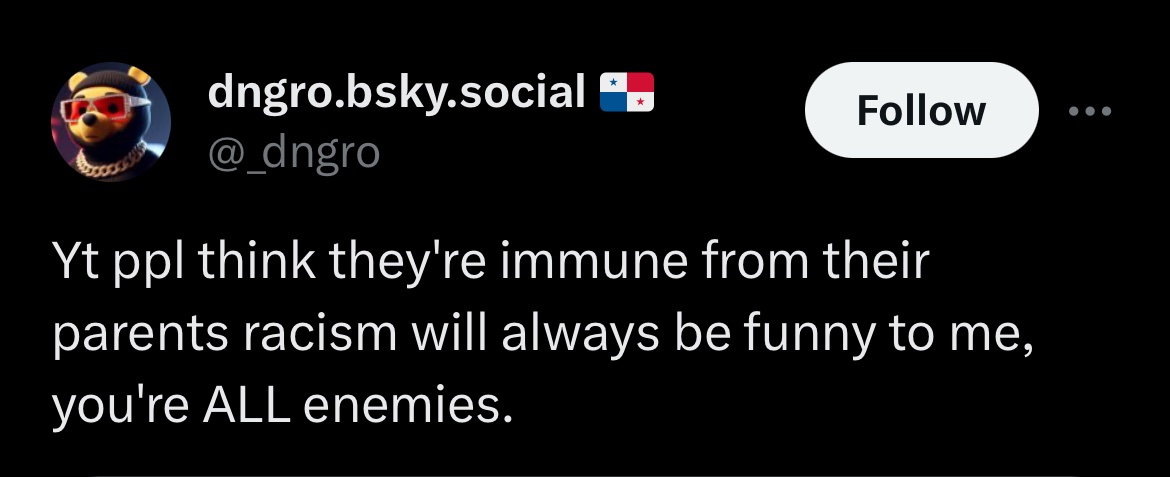 dngro.bsky.social 🇵🇦
@_dngro
Follow
Yt ppl think they're immune from their
parents racism will always be funny to me,
you're ALL enemies.